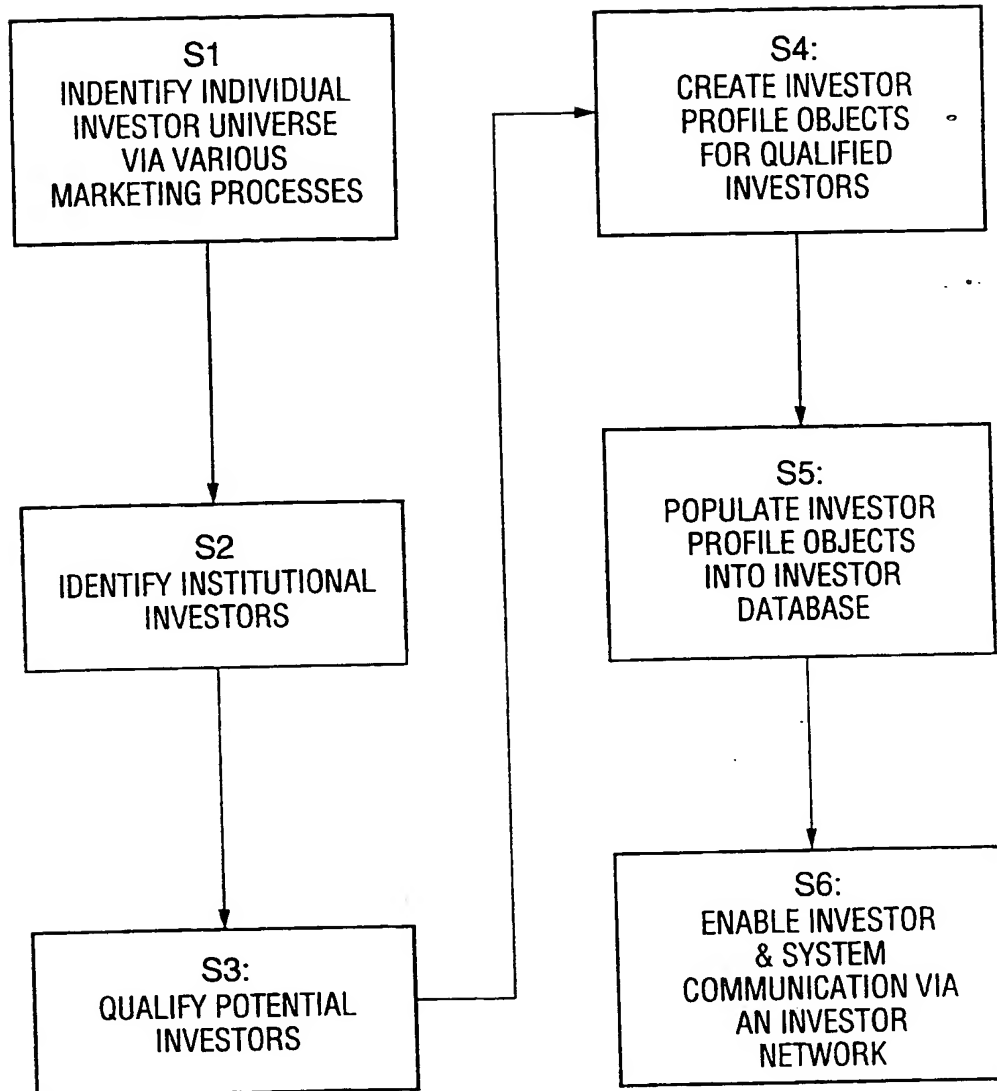 S1
INDENTIFY INDIVIDUAL
INVESTOR UNIVERSE
VIA VARIOUS
MARKETING PROCESSES
S2
IDENTIFY INSTITUTIONAL
INVESTORS
S3:
QUALIFY POTENTIAL
INVESTORS
S4:
CREATE INVESTOR
PROFILE OBJECTS
FOR QUALIFIED
INVESTORS
S5:
POPULATE INVESTOR
PROFILE OBJECTS
INTO INVESTOR
DATABASE
S6:
ENABLE INVESTOR
& SYSTEM
COMMUNICATION VIA
AN INVESTOR
NETWORK